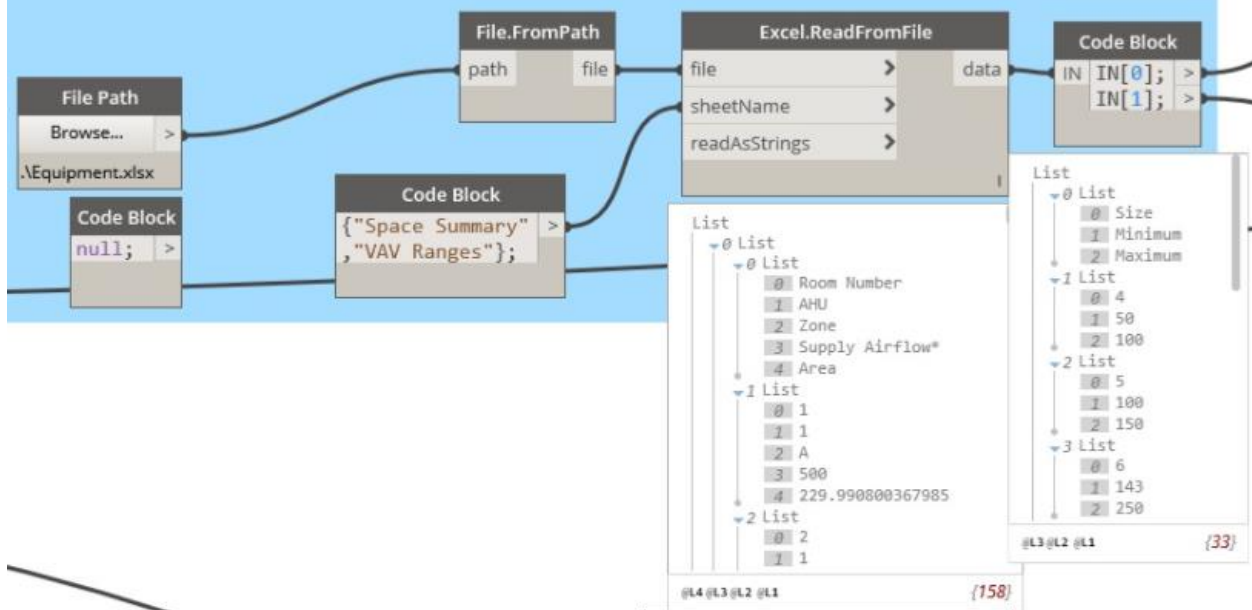 File Path
Browse... >
.\Equipment.xlsx
Code Block
null; >
File.FromPath
path file
Code Block
{"Space Summary" >
,"VAV Ranges"};
Excel.ReadFromFile
file > data
sheetName >
readAsStrings >
l
Code Block
IN IN[0]; >
IN[1]; >
List
0 List
0 List
0 Room Number
1 AHU
2 Zone
3 Supply Airflow*
4 Area
1 List
0 1
1 1
2 A
3 500
4 229.990800367985
2 List
0 2
1 1
@L4 @L3 @L2 @L1 {158}
List
0 List
0 Size
1 Minimum
2 Maximum
1 List
0 4
1 50
2 100
2 List
0 5
1 100
2 150
3 List
0 6
1 143
2 250
@L3 @L2 @L1 {33}